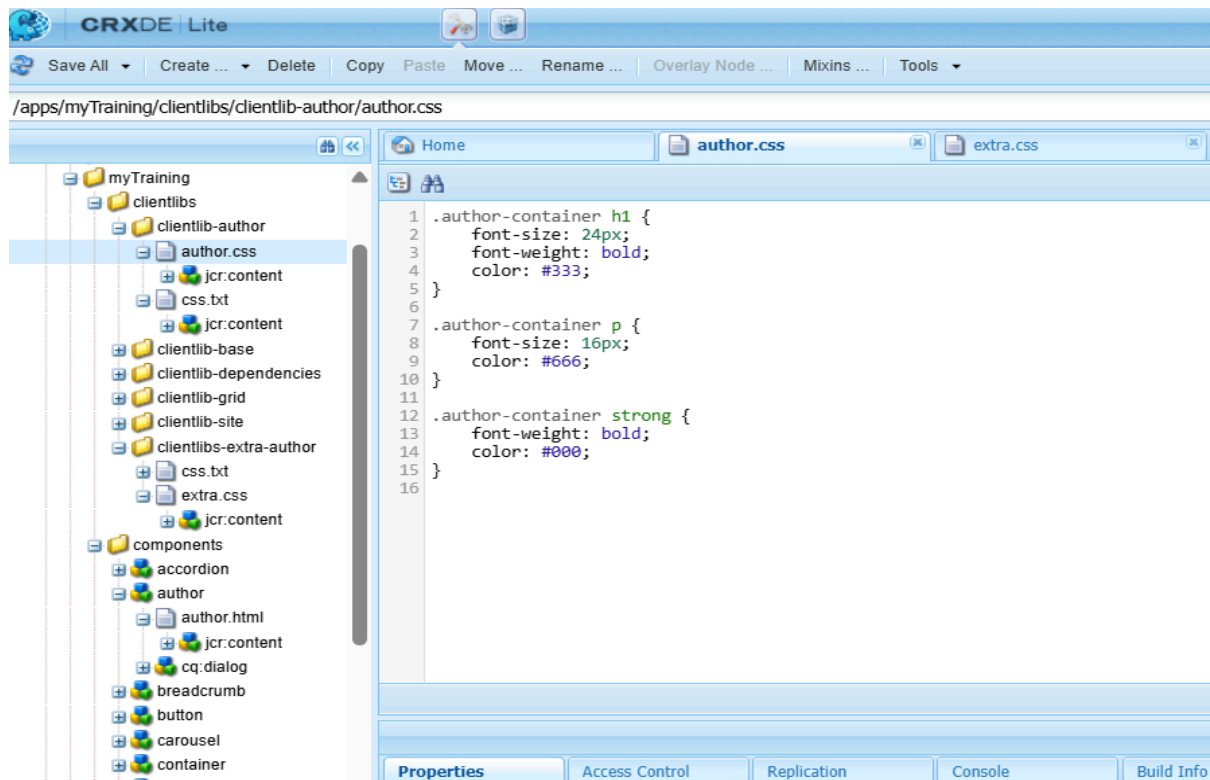 CRXDE | Lite
Save All Create ... Delete Copy Paste Move ... Rename ... Overlay Node ... Mixins ... Tools
/apps/myTraining/clientlibs/clientlib-author/author.css
Home author.css extra.css
myTraining
clientlibs
clientlib-author
author.css
jcr:content
css.txt
jcr:content
clientlib-base
clientlib-dependencies
clientlib-grid
clientlib-site
clientlibs-extra-author
css.txt
extra.css
jcr:content
components
accordion
author
author.html
jcr:content
cq:dialog
breadcrumb
button
carousel
container
1 .author-container h1 {
2 font-size: 24px;
3 font-weight: bold;
4 color: #333;
5 }
6
7 .author-container p {
8 font-size: 16px;
9 color: #666;
10 }
11
12 .author-container strong {
13 font-weight: bold;
14 color: #000;
15 }
16
Properties Access Control Replication Console Build Info